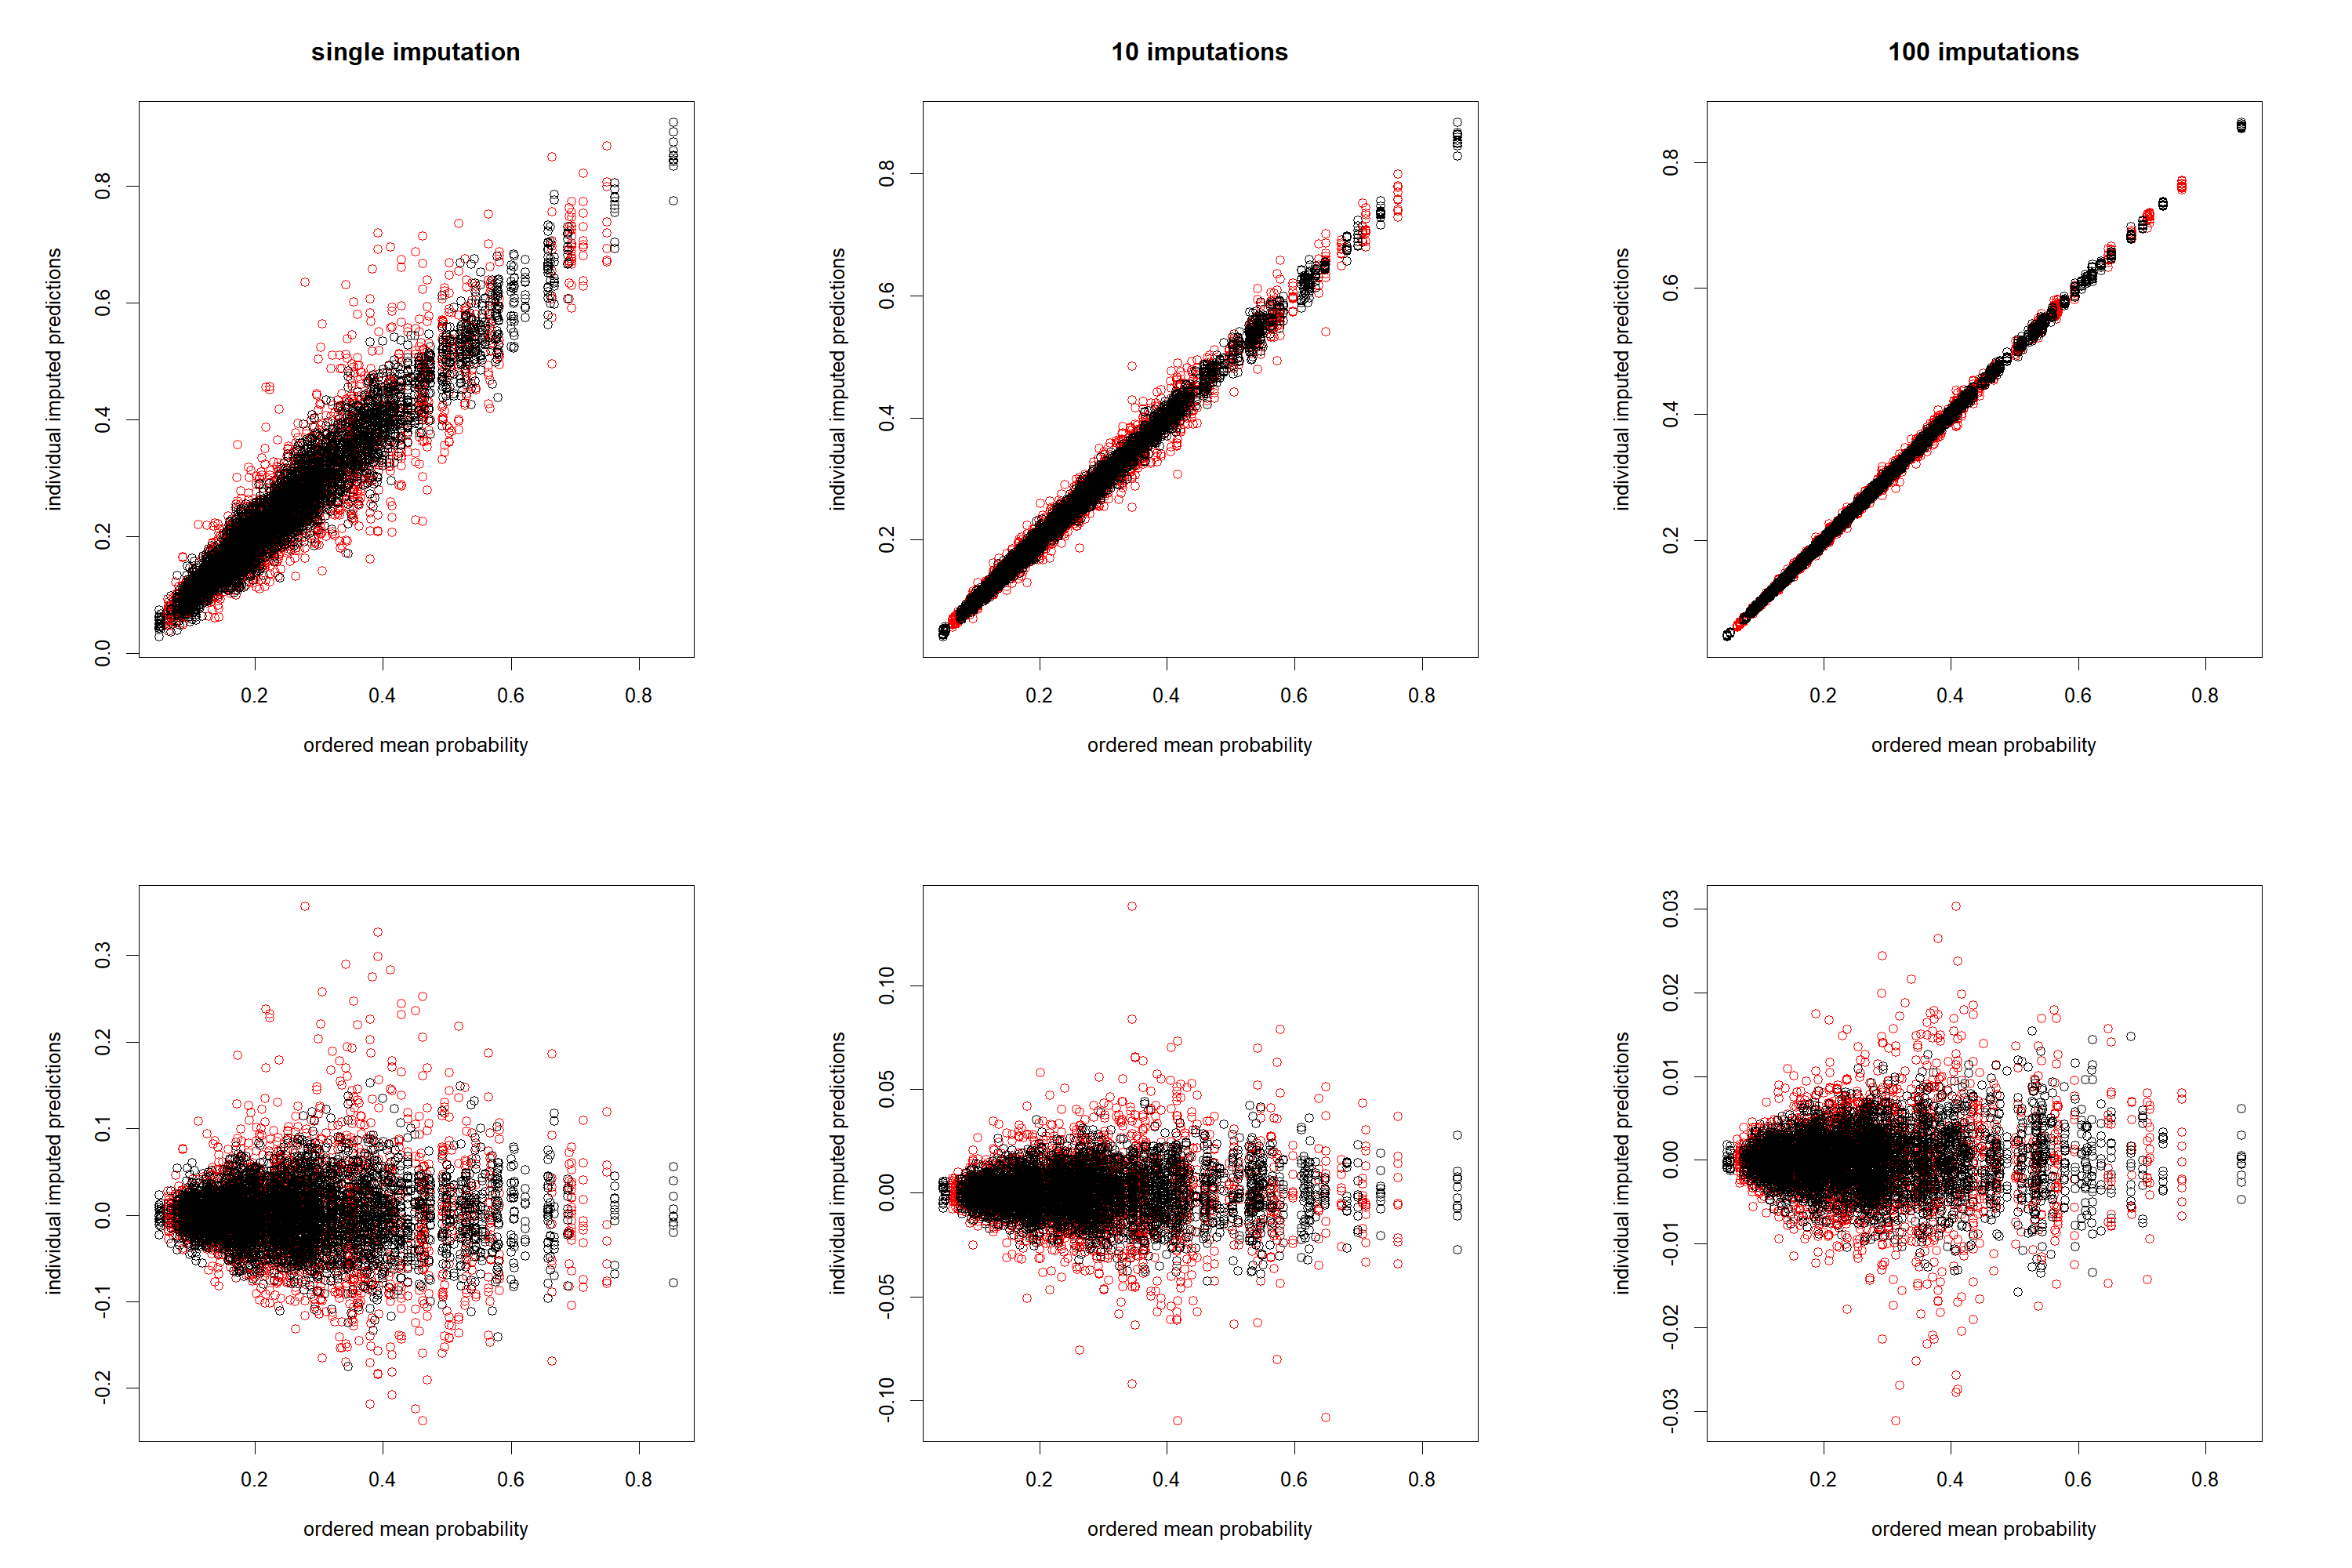 single imputation
10 imputations
100 imputations
individual imputed predictions
0.0 0.2 0.4 0.6 0.8
0.2 0.4 0.6 0.8
ordered mean probability
individual imputed predictions
0.2 0.4 0.6 0.8
0.2 0.4 0.6 0.8
ordered mean probability
individual imputed predictions
0.2 0.4 0.6 0.8
0.2 0.4 0.6 0.8
ordered mean probability
individual imputed predictions
-0.2 -0.1 0.0 0.1 0.2 0.3
0.2 0.4 0.6 0.8
ordered mean probability
individual imputed predictions
-0.10 -0.05 0.00 0.05 0.10
0.2 0.4 0.6 0.8
ordered mean probability
individual imputed predictions
-0.03 -0.02 -0.01 0.00 0.01 0.02 0.03
0.2 0.4 0.6 0.8
ordered mean probability